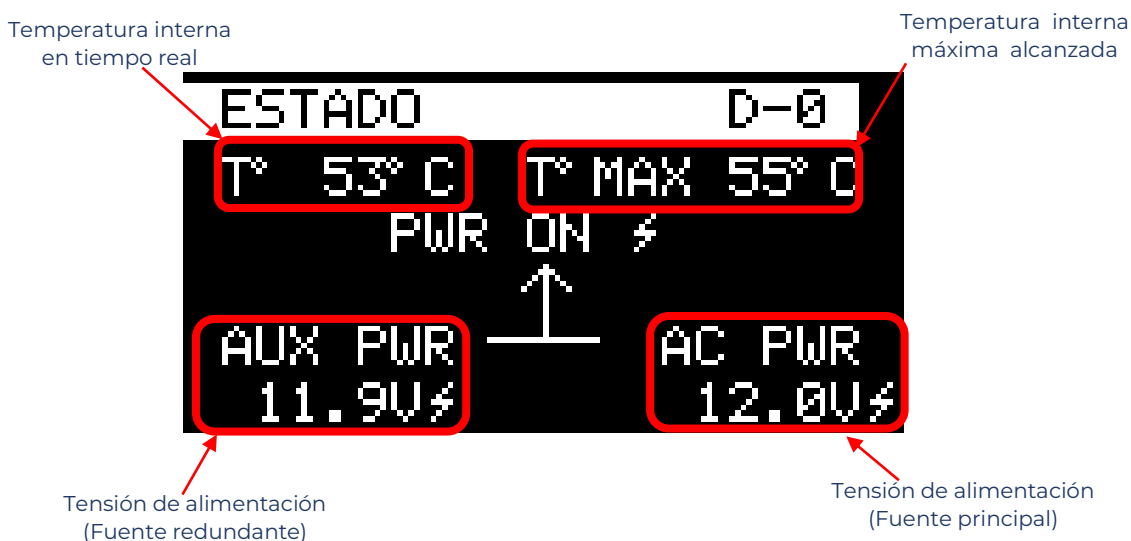 Temperatura interna
en tiempo real
Temperatura interna
máxima alcanzada
ESTADO D-0
T° 53° C T° MAX 55° C
PWR ON ⚡
AUX PWR AC PWR
11.9V⚡ 12.0V⚡
Tensión de alimentación
(Fuente redundante)
Tensión de alimentación
(Fuente principal)